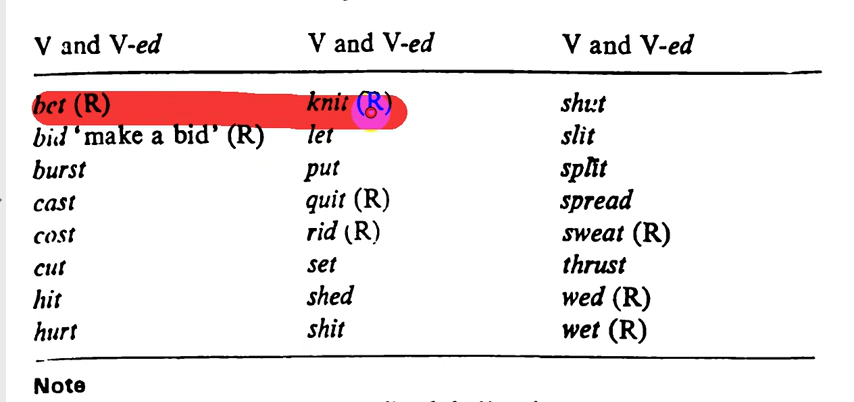 V and V-ed V and V-ed V and V-ed
bet (R) knit (R) shut
bid 'make a bid' (R) let slit
burst put split
cast quit (R) spread
cost rid (R) sweat (R)
cut set thrust
hit shed wed (R)
hurt shit wet (R)
Note